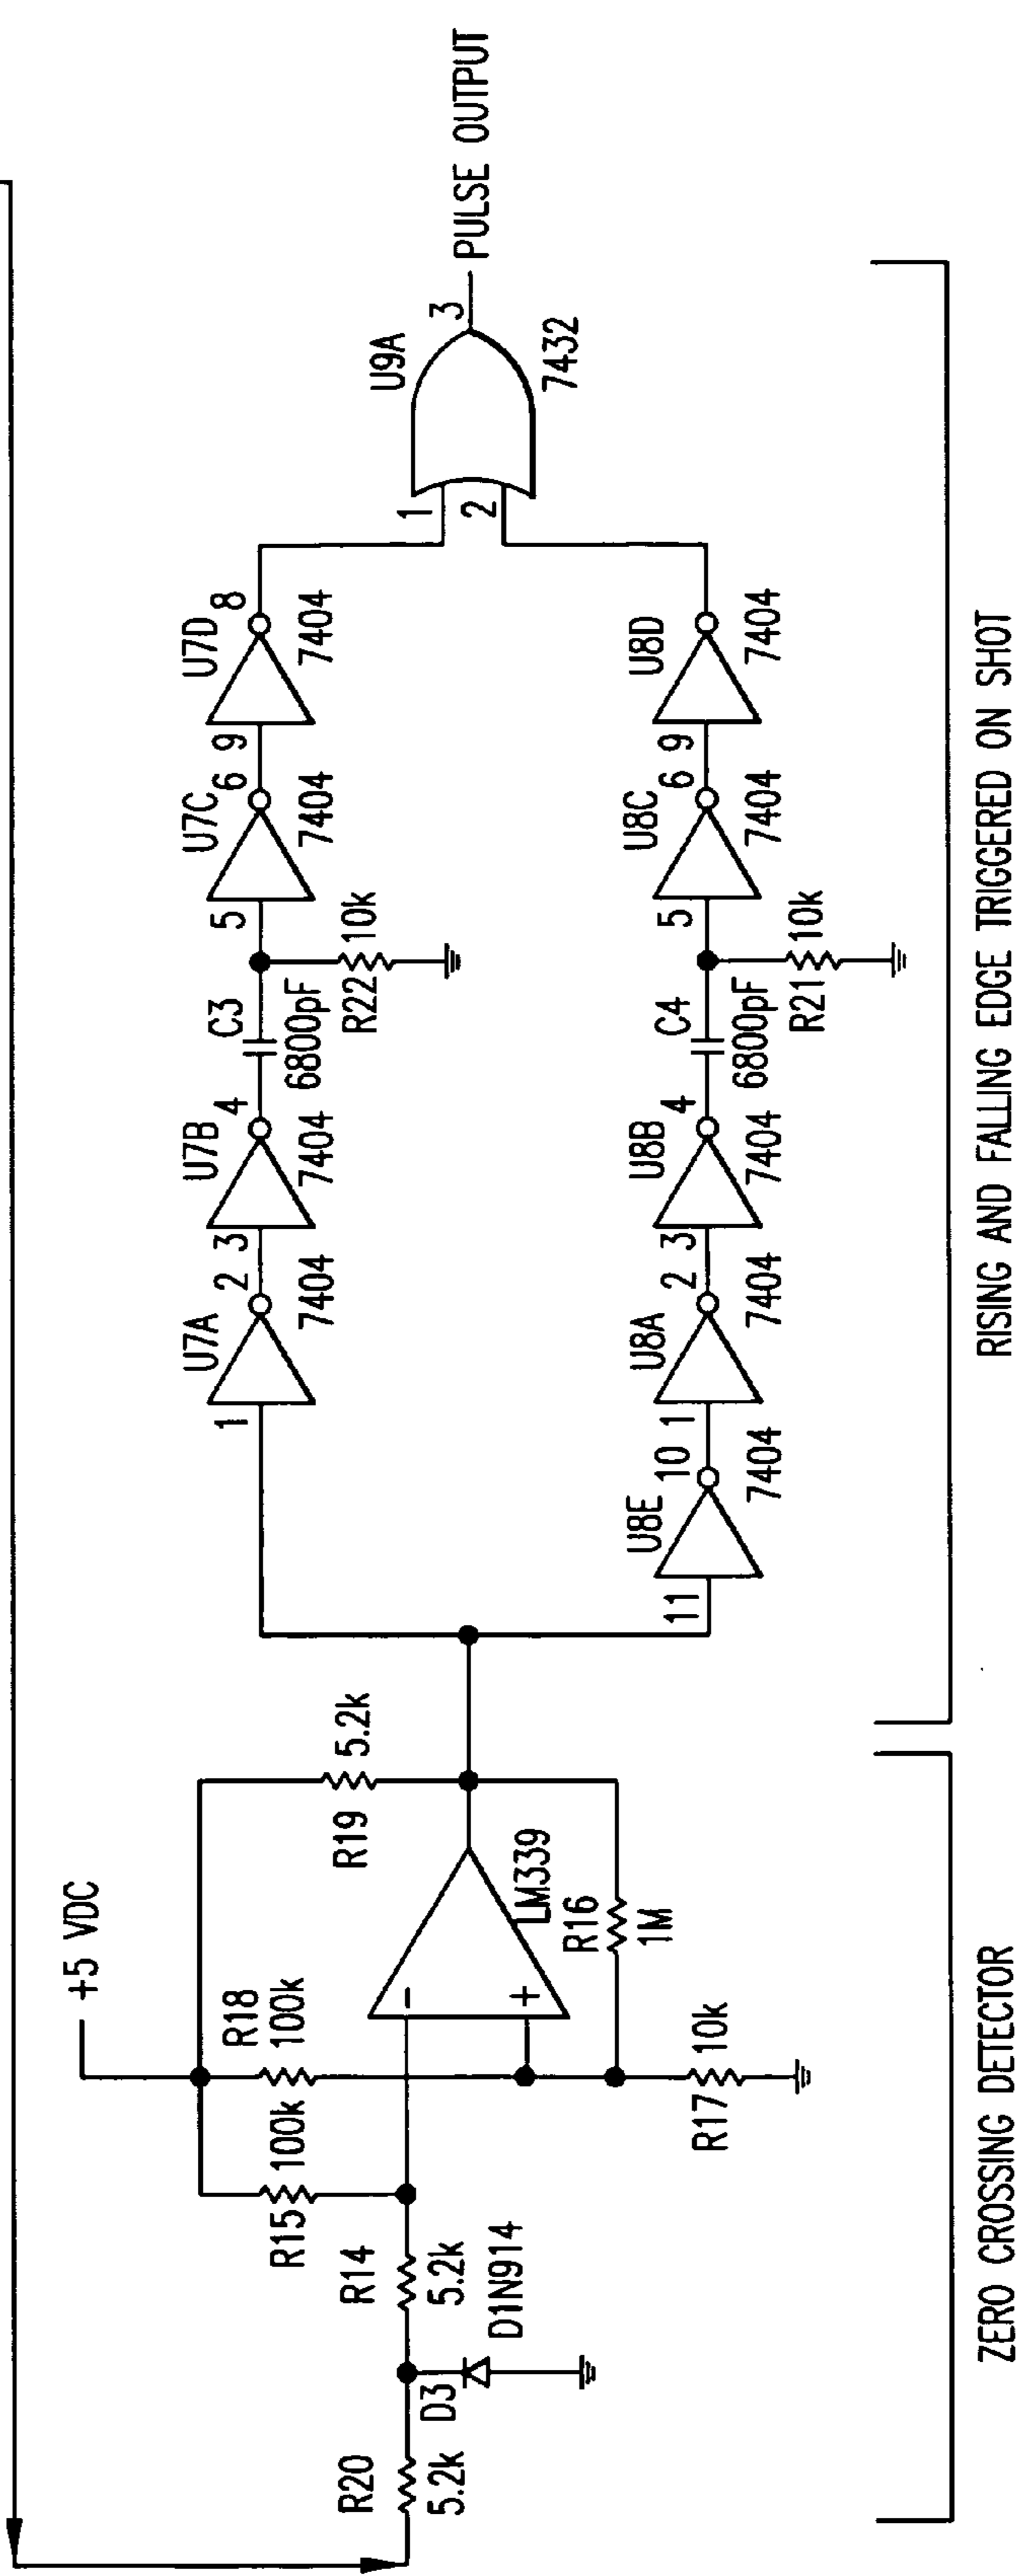 +5 VDC
R20
5.2k
D3
D1N914
R14
5.2k
R15
100k
R18
100k
-
+
LM339
R17
10k
R16
1M
R19
5.2k
ZERO CROSSING DETECTOR
1
U7A
7404
2
3
U7B
7404
4
C3
6800pF
R22
10k
5
U7C
7404
6
9
U7D
7404
8
11
U8E
7404
10
1
U8A
7404
2
3
U8B
7404
4
C4
6800pF
R21
10k
5
U8C
7404
6
9
U8D
7404
1
2
U9A
7432
3
PULSE OUTPUT
RISING AND FALLING EDGE TRIGGERED ON SHOT